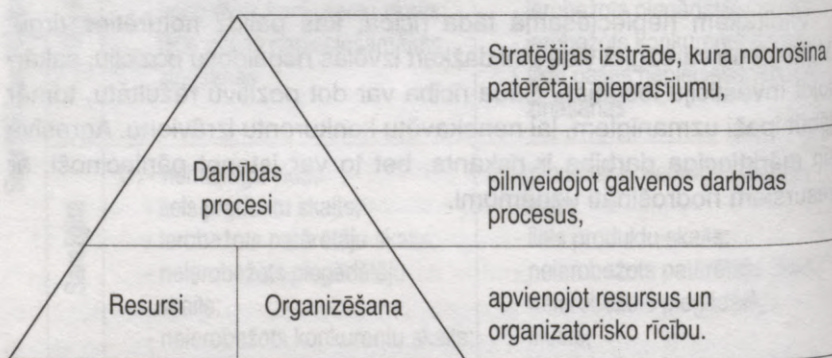 Stratēģijas izstrāde, kura nodrošina
patērētāju pieprasījumu,
Darbības
procesi
pilnveidojot galvenos darbības
procesus,
Resursi
Organizēšana
apvienojot resursus un
organizatorisko rīcību.